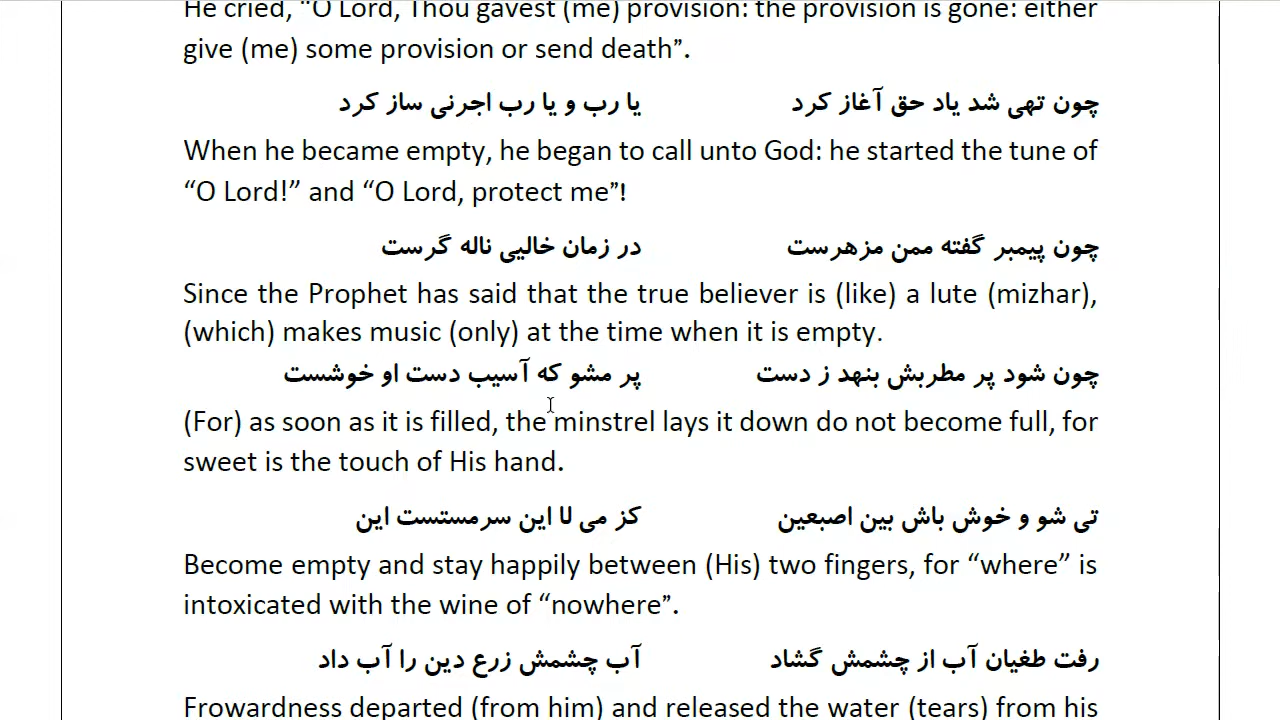 He cried, “O Lord, Thou gavest (me) provision: the provision is gone: either
give (me) some provision or send death”.
چون تهی شد یاد حق آغاز کرد یا رب و یا رب اجرنی ساز کرد
When he became empty, he began to call unto God: he started the tune of
“O Lord!” and “O Lord, protect me”!
چون پیمبر گفته ممن مزهرست در زمان خالیی ناله گرست
Since the Prophet has said that the true believer is (like) a lute (mizhar),
(which) makes music (only) at the time when it is empty.
چون شود پر مطربش بنهد ز دست پر مشو که آسیب دست او خوشست
(For) as soon as it is filled, the minstrel lays it down do not become full, for
sweet is the touch of His hand.
تی شو و خوش باش بین اصبعین کز می لا این سرمستست این
Become empty and stay happily between (His) two fingers, for “where” is
intoxicated with the wine of “nowhere”.
رفت طغیان آب از چشمش گشاد آب چشمش زرع دین را آب داد
Frowardness departed (from him) and released the water (tears) from his